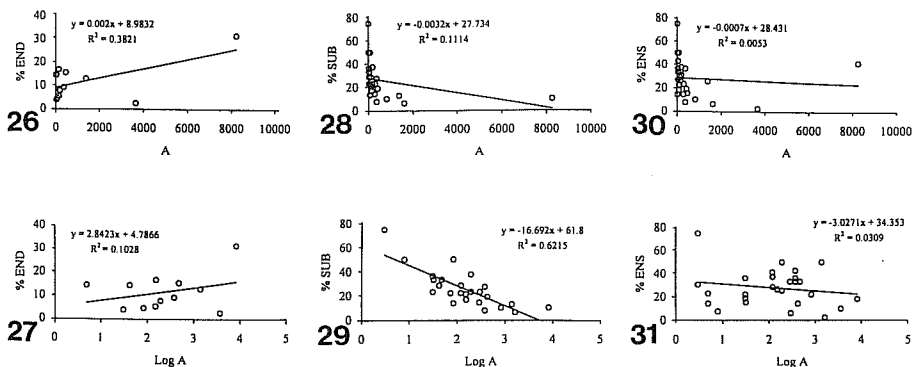 26
% END
40
30
20
10
0
y = 0.002x + 8.9832
R² = 0.3821
0 2000 4000 6000 8000 10000
A
28
% SUB
80
60
40
20
0
y = -0.0032x + 27.734
R² = 0.1114
0 2000 4000 6000 8000 10000
A
30
% ENS
80
60
40
20
0
y = -0.0007x + 28.431
R² = 0.0053
0 2000 4000 6000 8000 10000
A
27
% END
40
30
20
10
0
y = 2.8423x + 4.7866
R² = 0.1028
0 1 2 3 4 5
Log A
29
% SUB
80
60
40
20
0
y = -16.692x + 61.8
R² = 0.6215
0 1 2 3 4 5
Log A
31
% ENS
80
60
40
20
0
y = -3.0271x + 34.353
R² = 0.0309
0 1 2 3 4 5
Log A